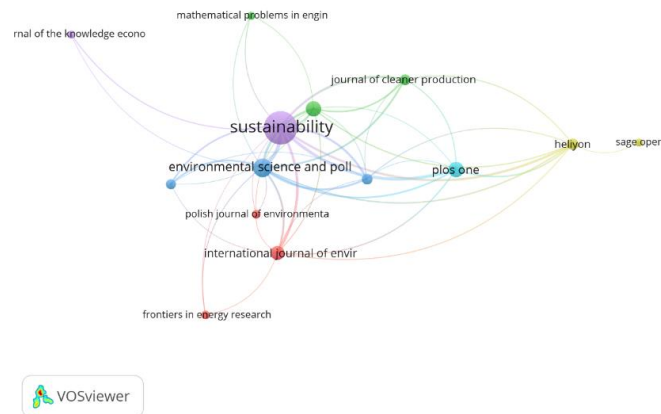 mathematical problems in engin
rnal of the knowledge econo
journal of cleaner production
sustainability
heliyon
sage oper
environmental science and poll
plos one
polish journal of environmenta
international journal of envir
frontiers in energy research
VOSviewer